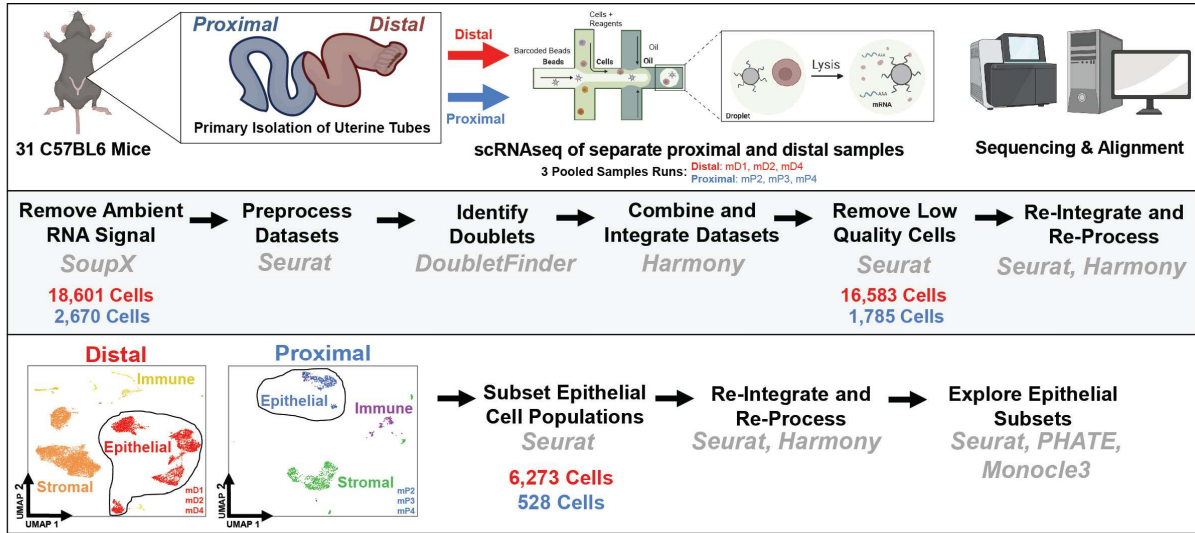 Proximal
Distal
Primary Isolation of Uterine Tubes
31 C57BL6 Mice
Distal
Proximal
Cells +
Reagents
Barcoded Beads
Beads
Cells
Oil
Oil
Lysis
Droplet
mRNA
scRNAseq of separate proximal and distal samples
3 Pooled Samples Runs: Distal: mD1, mD2, mD4
Proximal: mP2, mP3, mP4
Sequencing & Alignment
Remove Ambient
RNA Signal
SoupX
18,601 Cells
2,670 Cells
Preprocess
Datasets
Seurat
Identify
Doublets
DoubletFinder
Combine and
Integrate Datasets
Harmony
Remove Low
Quality Cells
Seurat
16,583 Cells
1,785 Cells
Re-Integrate and
Re-Process
Seurat, Harmony
Distal
Immune
Epithelial
Stromal
mD1
mD2
mD4
UMAP 2
UMAP 1
Proximal
Epithelial
Immune
Stromal
mP2
mP3
mP4
UMAP 2
UMAP 1
Subset Epithelial
Cell Populations
Seurat
6,273 Cells
528 Cells
Re-Integrate and
Re-Process
Seurat, Harmony
Explore Epithelial
Subsets
Seurat, PHATE,
Monocle3